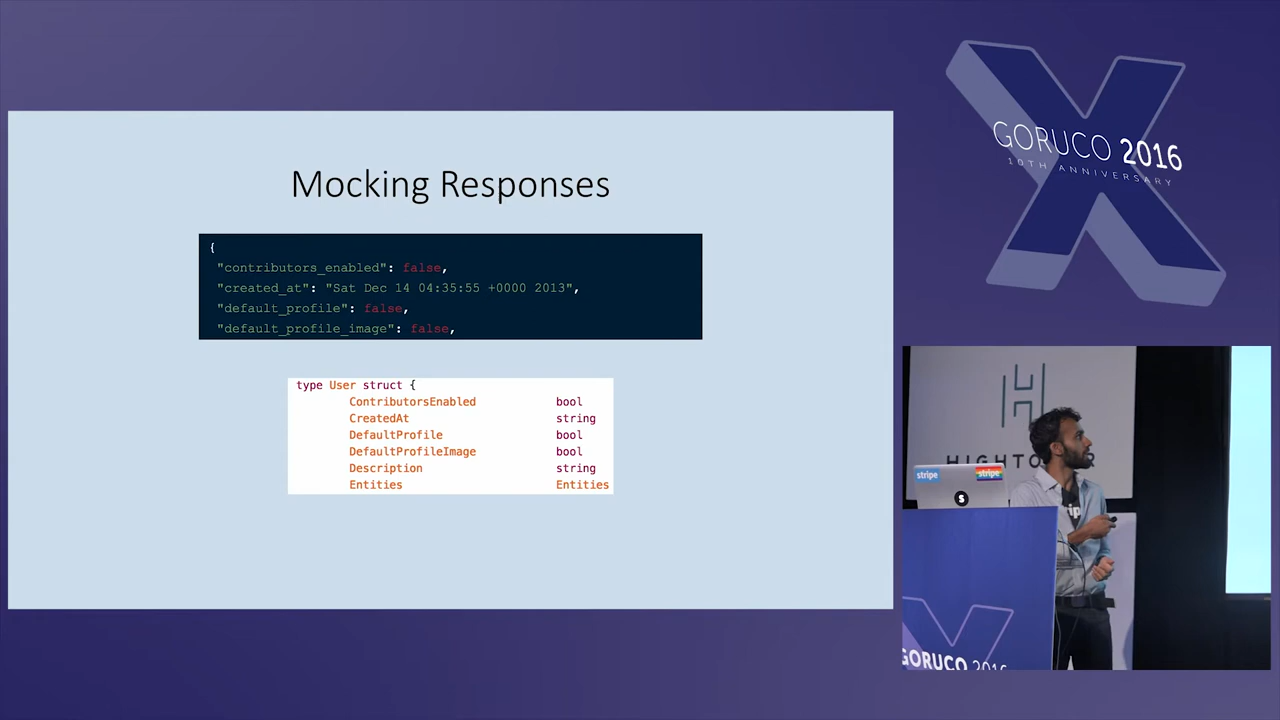 Mocking Responses
{
"contributors_enabled": false,
"created_at": "Sat Dec 14 04:35:55 +0000 2013",
"default_profile": false,
"default_profile_image": false,
type User struct {
ContributorsEnabled bool
CreatedAt string
DefaultProfile bool
DefaultProfileImage bool
Description string
Entities Entities
GORUCO 2016
10TH ANNIVERSARY
stripe
stripe
S
GORUCO 2016